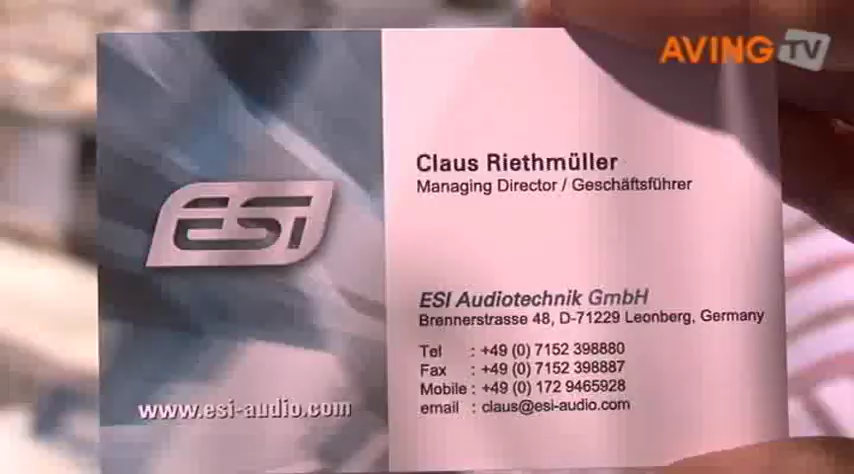 AVING TV
ESI
www.esi-audio.com
Claus Riethmüller
Managing Director / Geschäftsführer
ESI Audiotechnik GmbH
Brennerstrasse 48, D-71229 Leonberg, Germany
Tel : +49 (0) 7152 398880
Fax : +49 (0) 7152 398887
Mobile : +49 (0) 172 9465928
email : claus@esi-audio.com